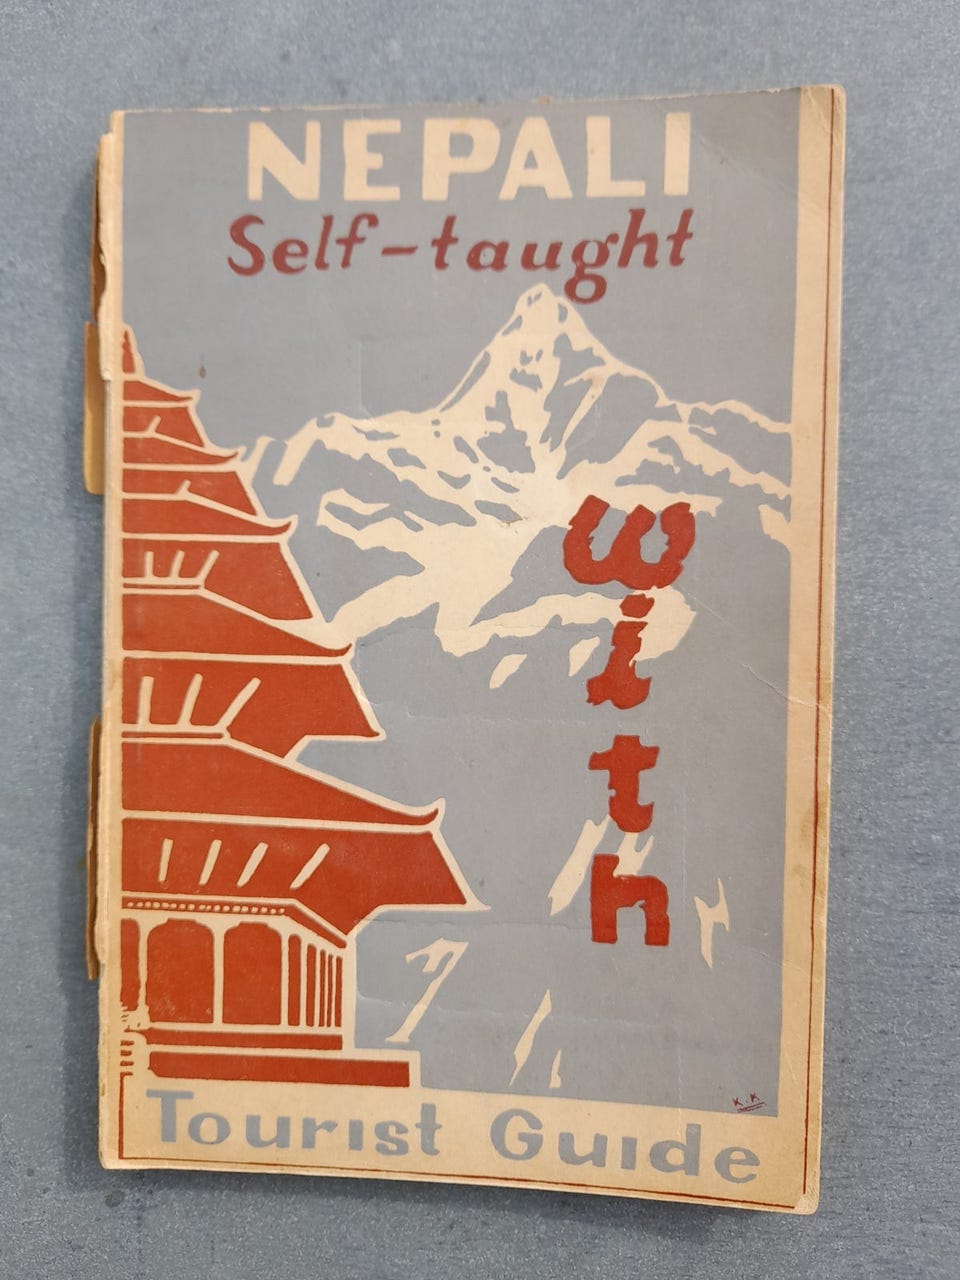 NEPALI
Self-taught
with
K.K
Tourist Guide